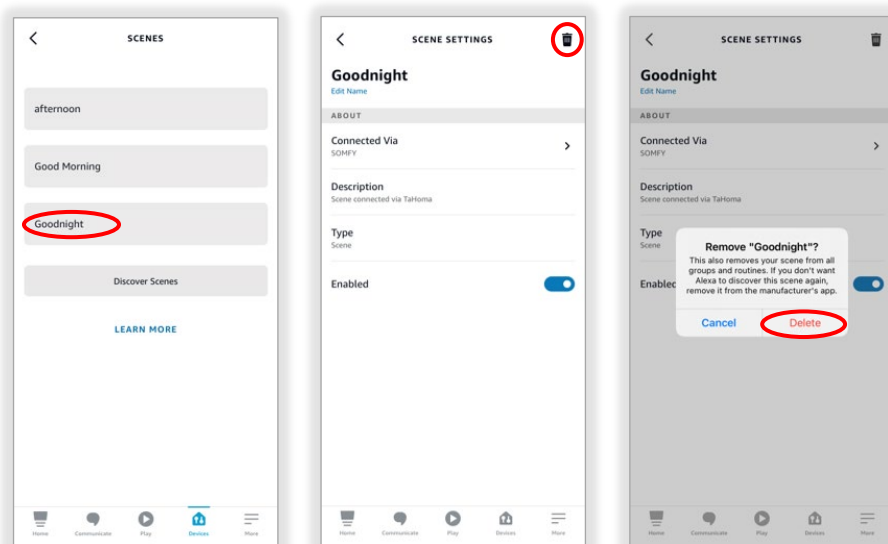 SCENES
afternoon
Good Morning
Goodnight
Discover Scenes
LEARN MORE
Home Communicate Play Devices More
SCENE SETTINGS
Goodnight
Edit Name
ABOUT
Connected Via
SOMFY
Description
Scene connected via TaHoma
Type
Scene
Enabled
Home Communicate Play Devices More
SCENE SETTINGS
Goodnight
Edit Name
ABOUT
Connected Via
SOMFY
Description
Scene connected via TaHoma
Type
Scene
Enabled
Remove "Goodnight"?
This also removes your scene from all
groups and routines. If you don't want
Alexa to discover this scene again,
remove it from the manufacturer's app.
Cancel Delete
Home Communicate Play Devices More